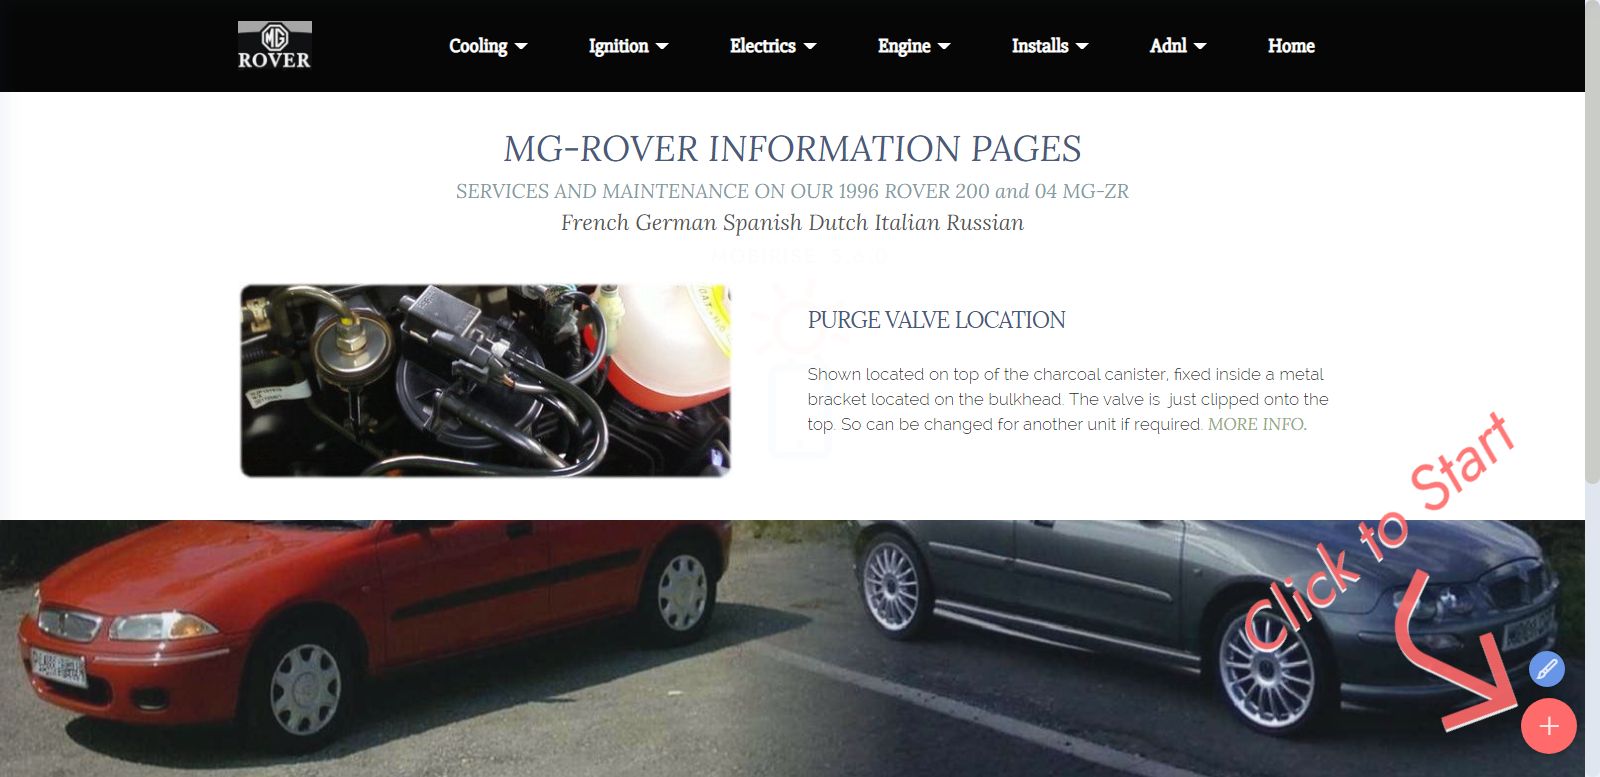 MG
ROVER
Cooling
Ignition
Electrics
Engine
Installs
Adnl
Home
MG-ROVER INFORMATION PAGES
SERVICES AND MAINTENANCE ON OUR 1996 ROVER 200 and 04 MG-ZR
French German Spanish Dutch Italian Russian
MOBIRISE 5.6.0
PURGE VALVE LOCATION
Shown located on top of the charcoal canister, fixed inside a metal
bracket located on the bulkhead. The valve is just clipped onto the
top. So can be changed for another unit if required. MORE INFO.
Click to Start